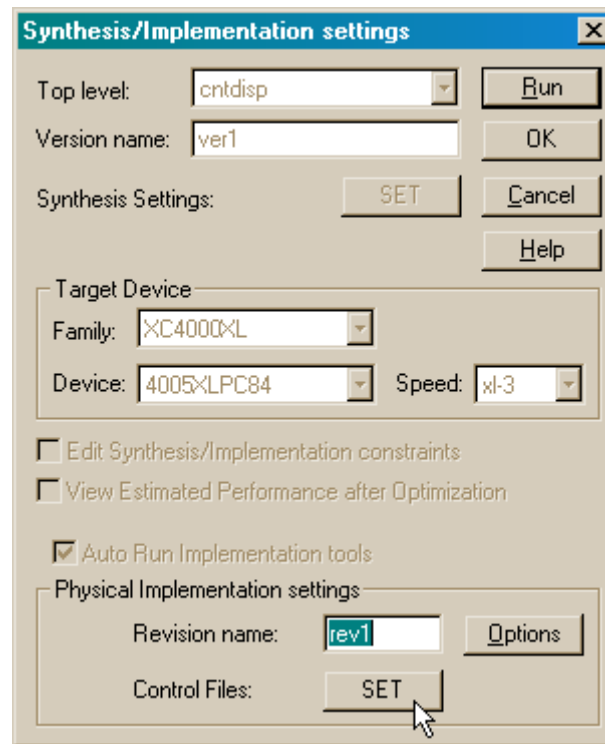 Synthesis/Implementation settings
Top level: cntdisp Run
Version name: ver1 OK
Synthesis Settings: SET Cancel
Help
Target Device
Family: XC4000XL
Device: 4005XLPC84 Speed: xl-3
Edit Synthesis/Implementation constraints
View Estimated Performance after Optimization
Auto Run Implementation tools
Physical Implementation settings
Revision name: rev1 Options
Control Files: SET